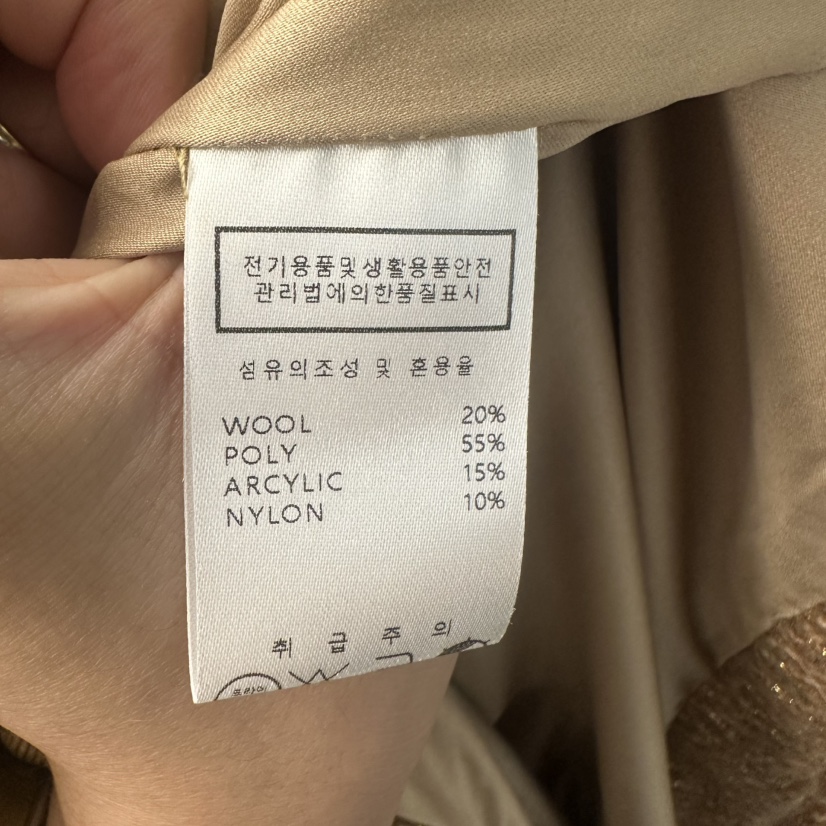 전기용품및생활용품안전
관리법에의한품질표시
섬유의조성 및 혼용율
WOOL 20%
POLY 55%
ARCYLIC 15%
NYLON 10%
취급주의